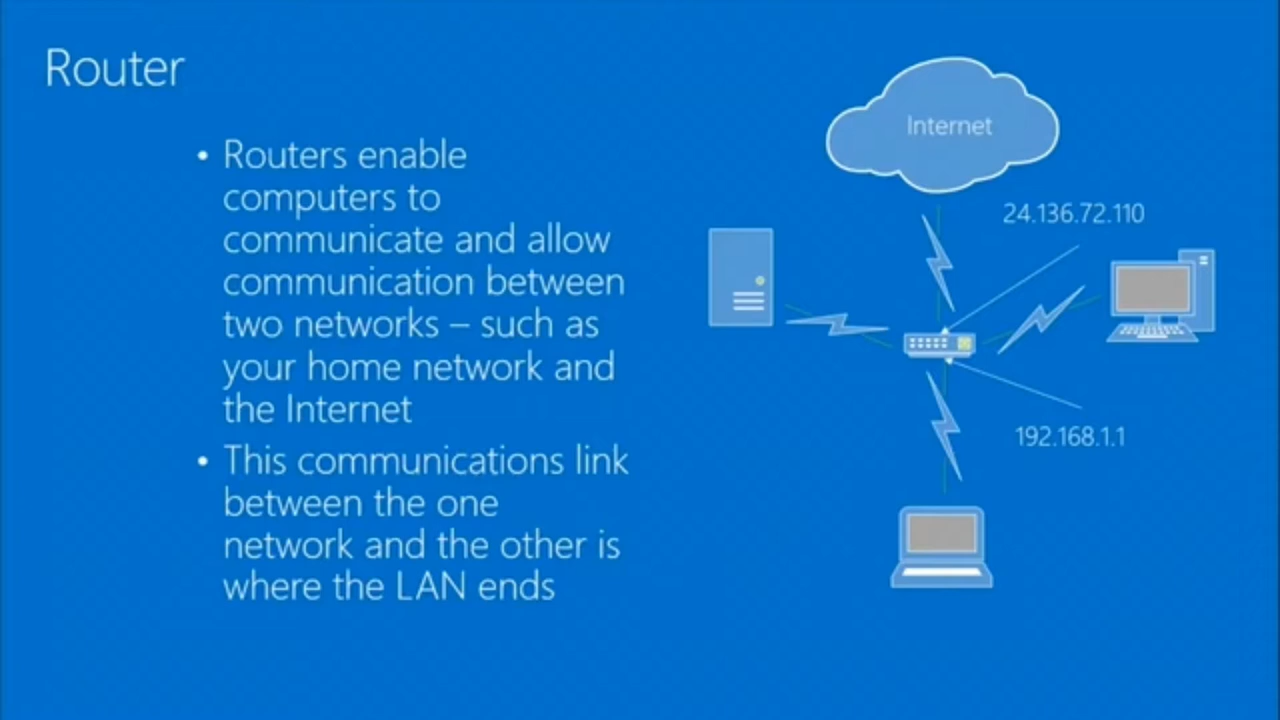 Router
• Routers enable
computers to
communicate and allow
communication between
two networks – such as
your home network and
the Internet
• This communications link
between the one
network and the other is
where the LAN ends
Internet
24.136.72.110
192.168.1.1